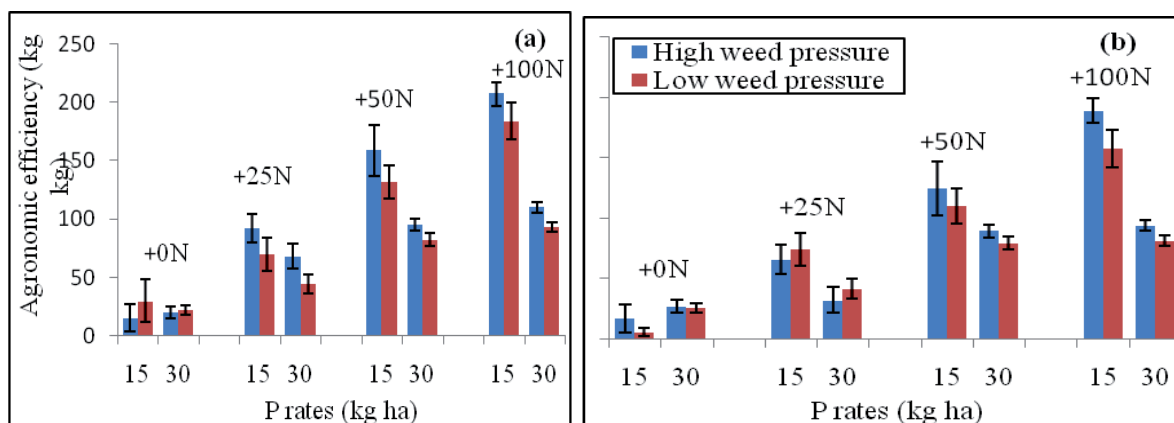 Agronomic efficiency (kg
kg)
250
200
150
100
50
0
(a)
+0N
+25N
+50N
+100N
15 30 15 30 15 30 15 30
P rates (kg ha)
High weed pressure
Low weed pressure
(b)
+0N
+25N
+50N
+100N
15 30 15 30 15 30 15 30
P rates (kg ha)